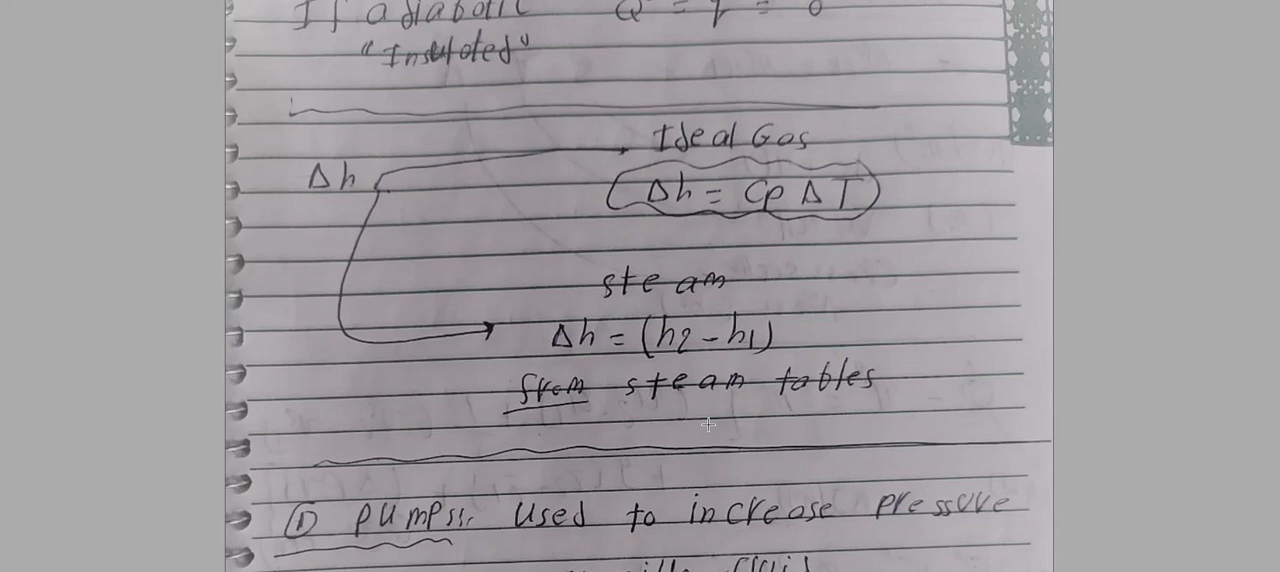 If adiabatic Q = q = 0
"Insulated"
Ideal Gas
Δh
Δh = Cp ΔT
steam
Δh = (h2 - h1)
from steam tables
① pumps: used to increase pressure